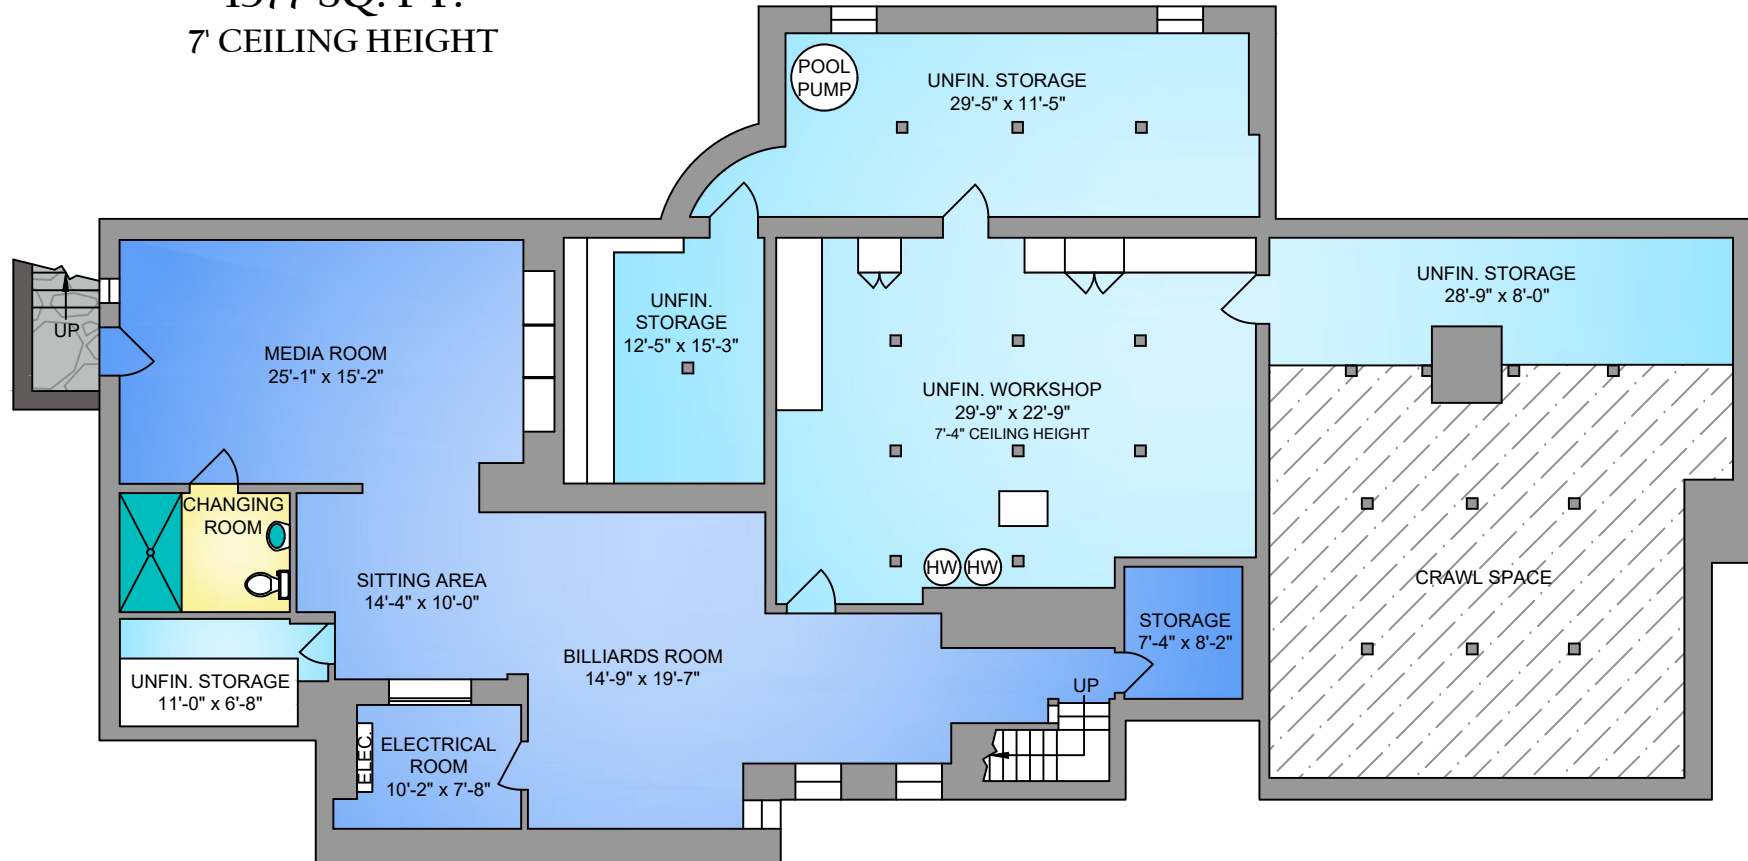 7' CEILING HEIGHT
POOL
PUMP
UNFIN. STORAGE
29'-5" x 11'-5"
UNFIN.
STORAGE
12'-5" x 15'-3"
UNFIN. STORAGE
28'-9" x 8'-0"
UP
MEDIA ROOM
25'-1" x 15'-2"
UNFIN. WORKSHOP
29'-9" x 22'-9"
7'-4" CEILING HEIGHT
CHANGING
ROOM
SITTING AREA
14'-4" x 10'-0"
HW
HW
CRAWL SPACE
STORAGE
7'-4" x 8'-2"
BILLIARDS ROOM
14'-9" x 19'-7"
UNFIN. STORAGE
11'-0" x 6'-8"
UP
ELEC.
ELECTRICAL
ROOM
10'-2" x 7'-8"